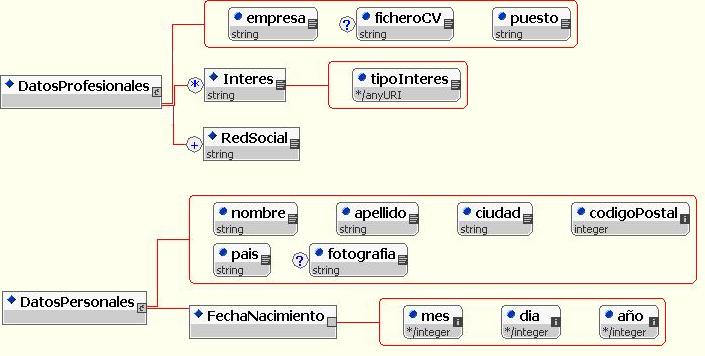 empresa
string
?
ficheroCV
string
puesto
string
DatosProfesionales
*
Interes
string
tipoInteres
*/anyURI
+
RedSocial
string
nombre
string
apellido
string
ciudad
string
codigoPostal
integer
pais
string
?
fotografia
string
DatosPersonales
FechaNacimiento
mes
*/integer
dia
*/integer
año
*/integer